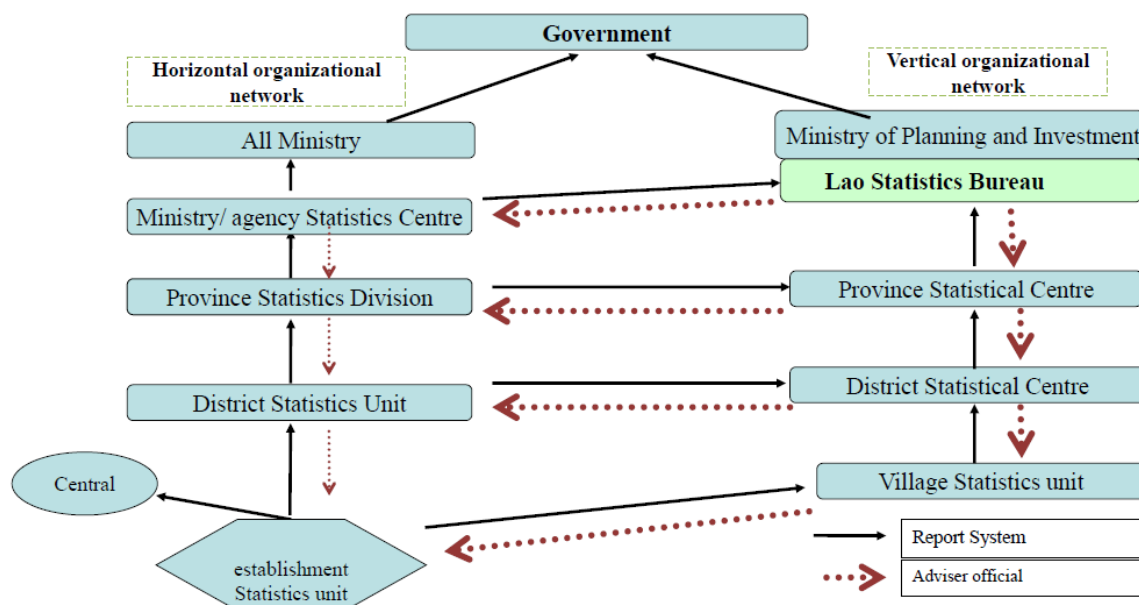 Government
Horizontal organizational
network
Vertical organizational
network
All Ministry
Ministry of Planning and Investment
Lao Statistics Bureau
Ministry/ agency Statistics Centre
Province Statistics Division
Province Statistical Centre
District Statistics Unit
District Statistical Centre
Central
Village Statistics unit
establishment
Statistics unit
Report System
Adviser official